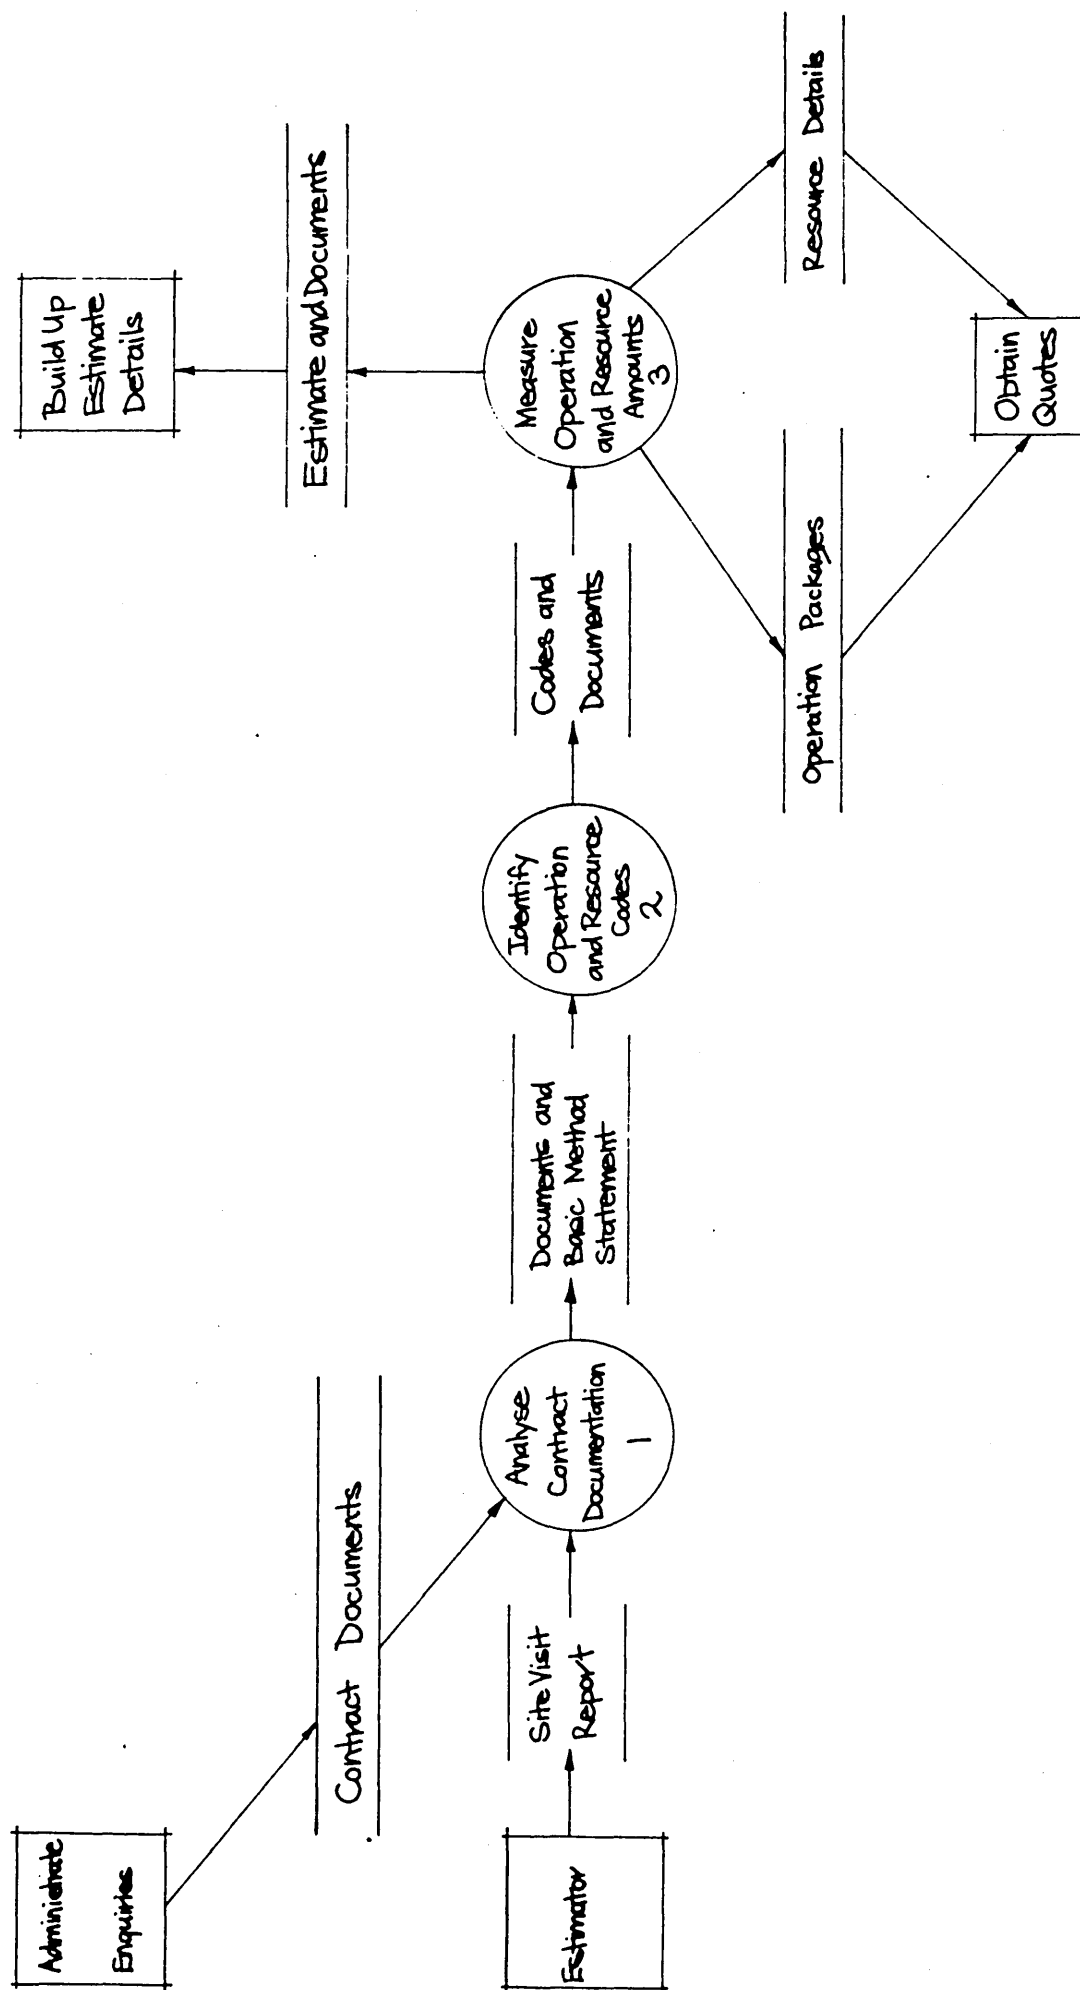 Administrate
Enquiries
Contract Documents
Estimator
Site Visit
Report
Analyse
Contract
Documentation
1
Documents and
Basic Method
Statement
Identify
Operation
and Resource
Codes
2
Codes and
Documents
Measure
Operation
and Resource
Amounts
3
Estimate and Documents
Build Up
Estimate
Details
Operation Packages
Resource Details
Obtain
Quotes